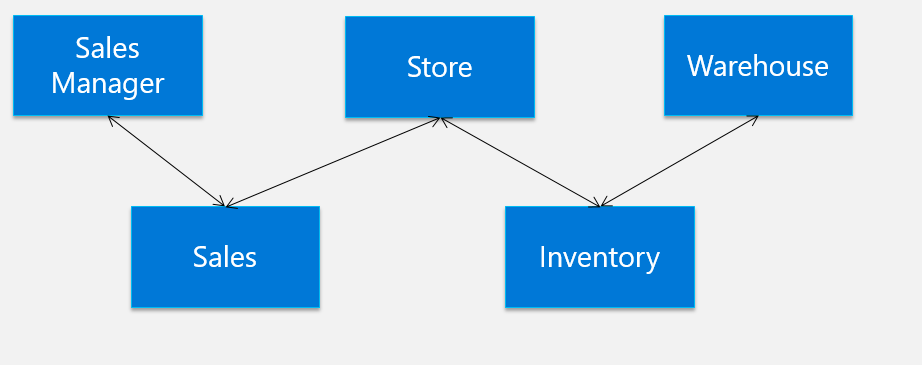 Sales
Manager
Store
Warehouse
Sales
Inventory